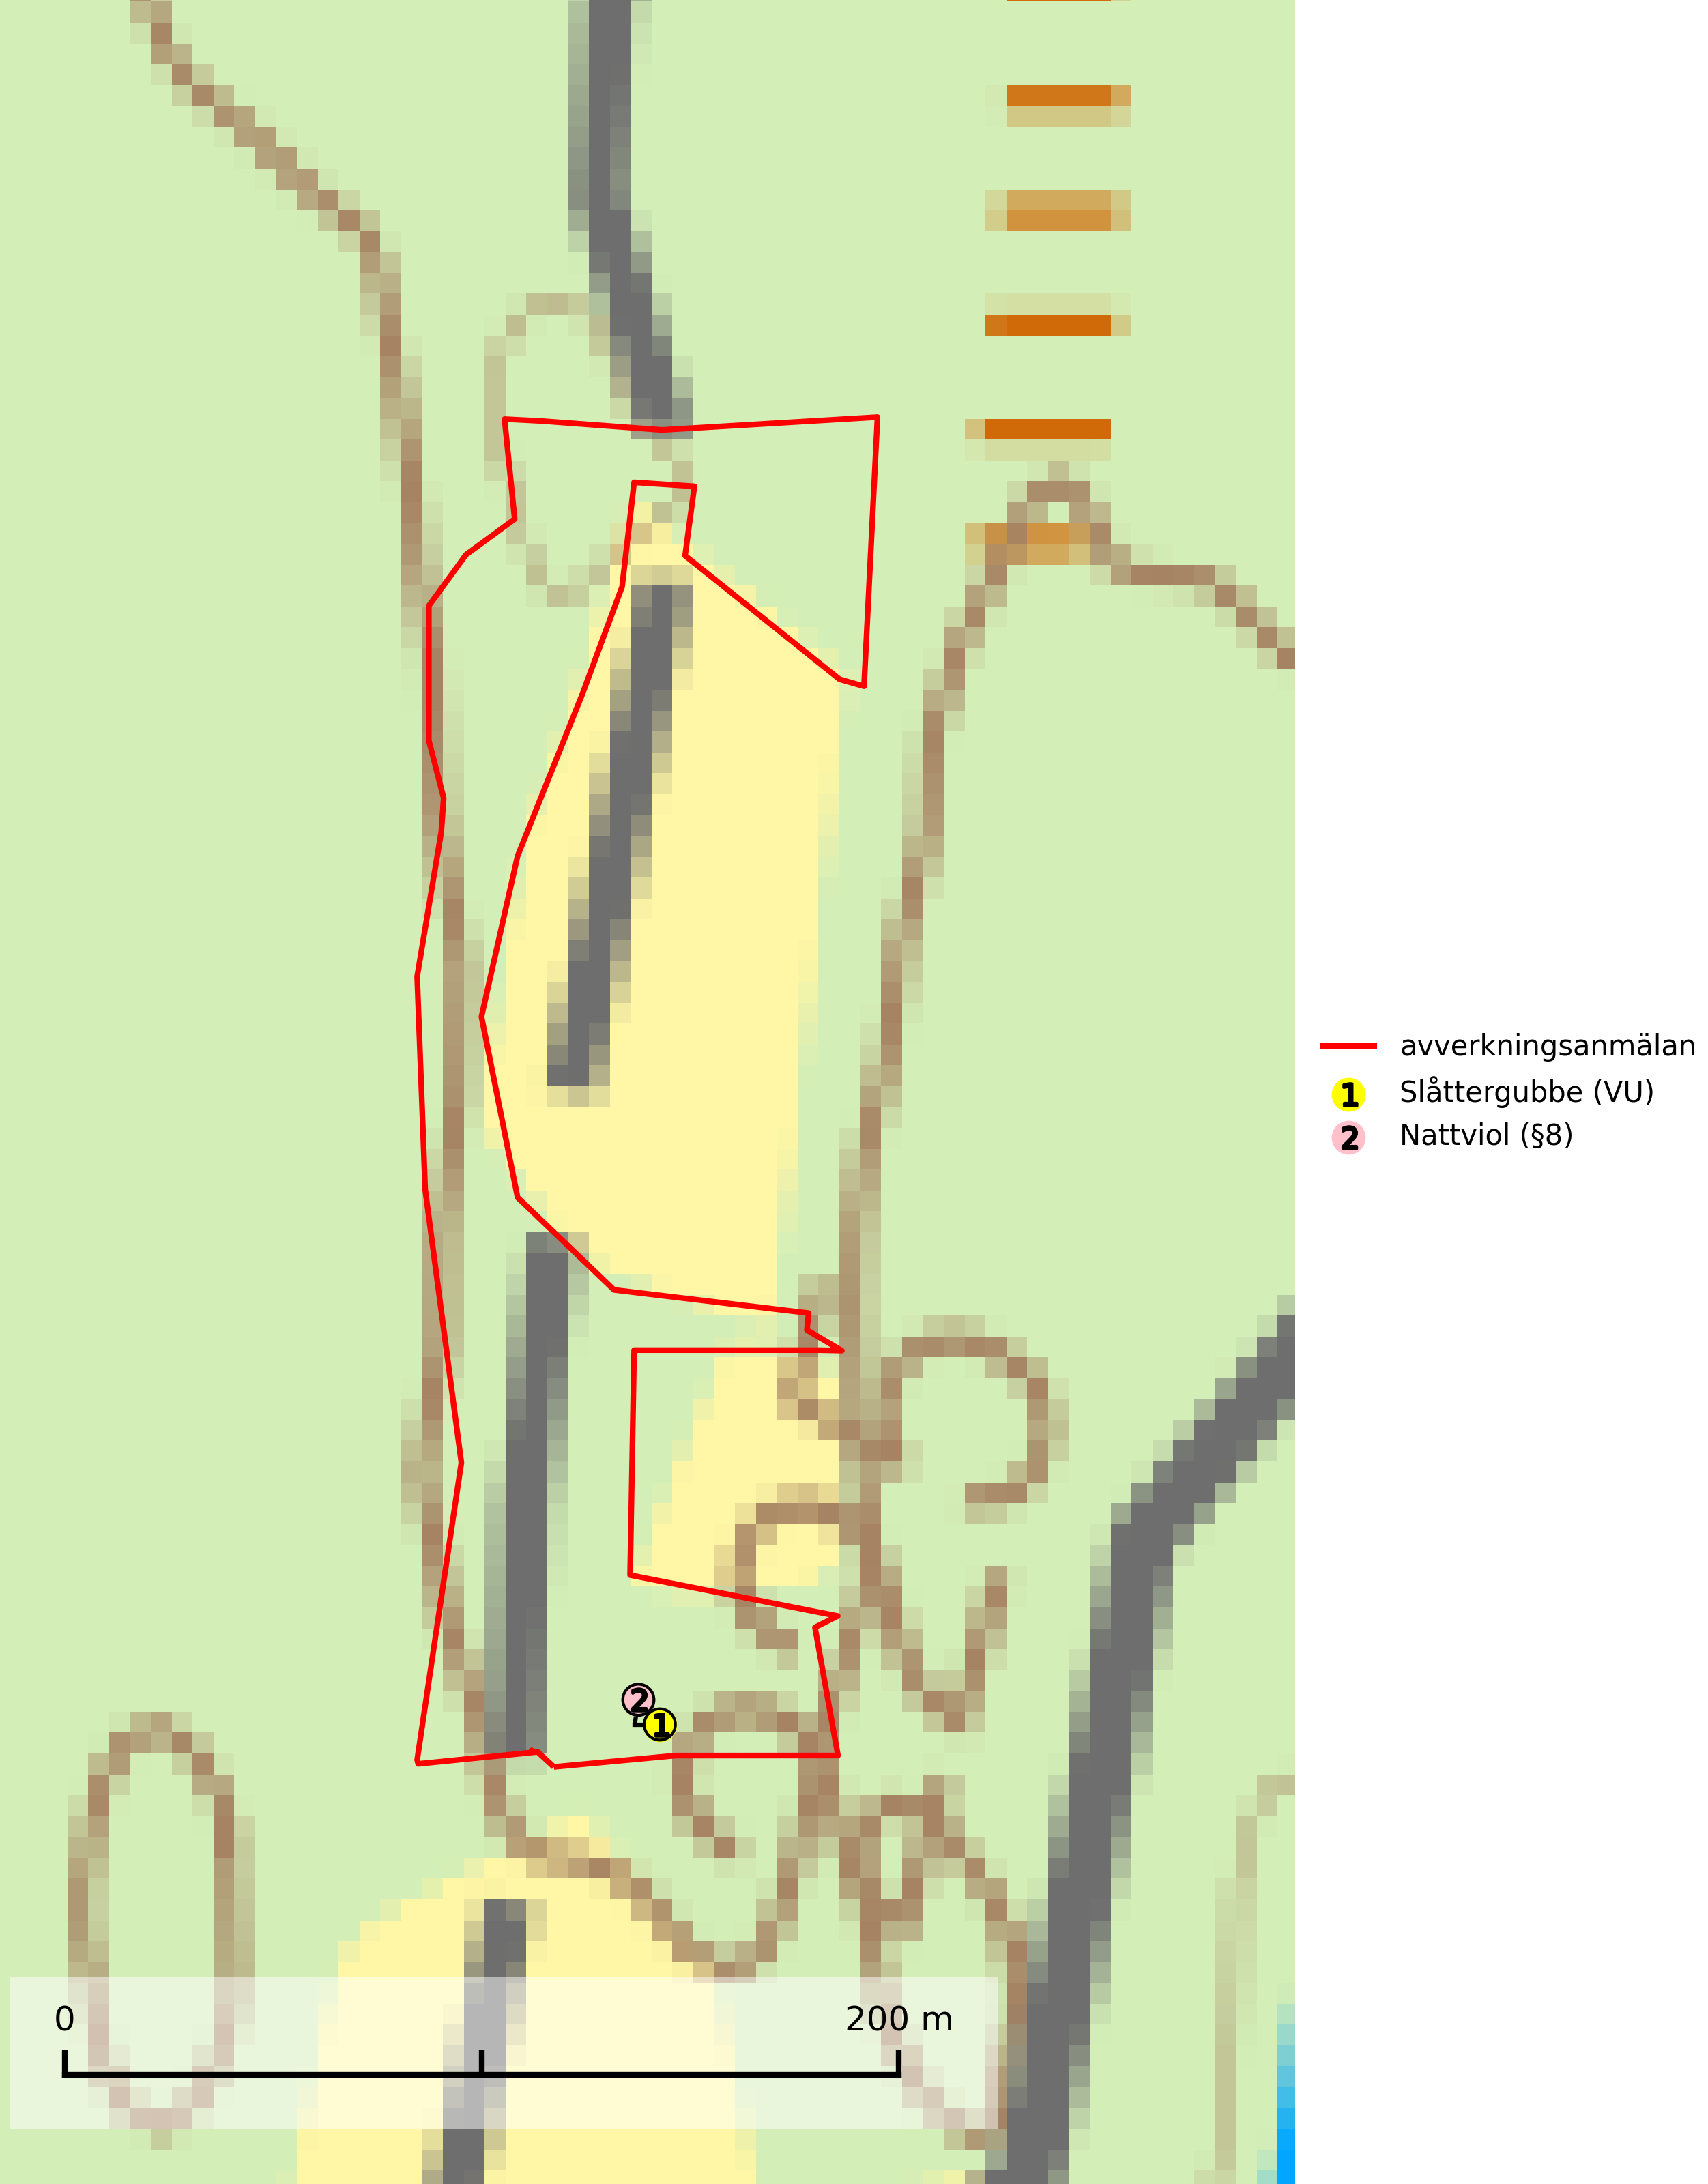 avverkningsanmälan
1 Slåttergubbe (VU)
2 Nattviol (§8)
2
1
0 200 m